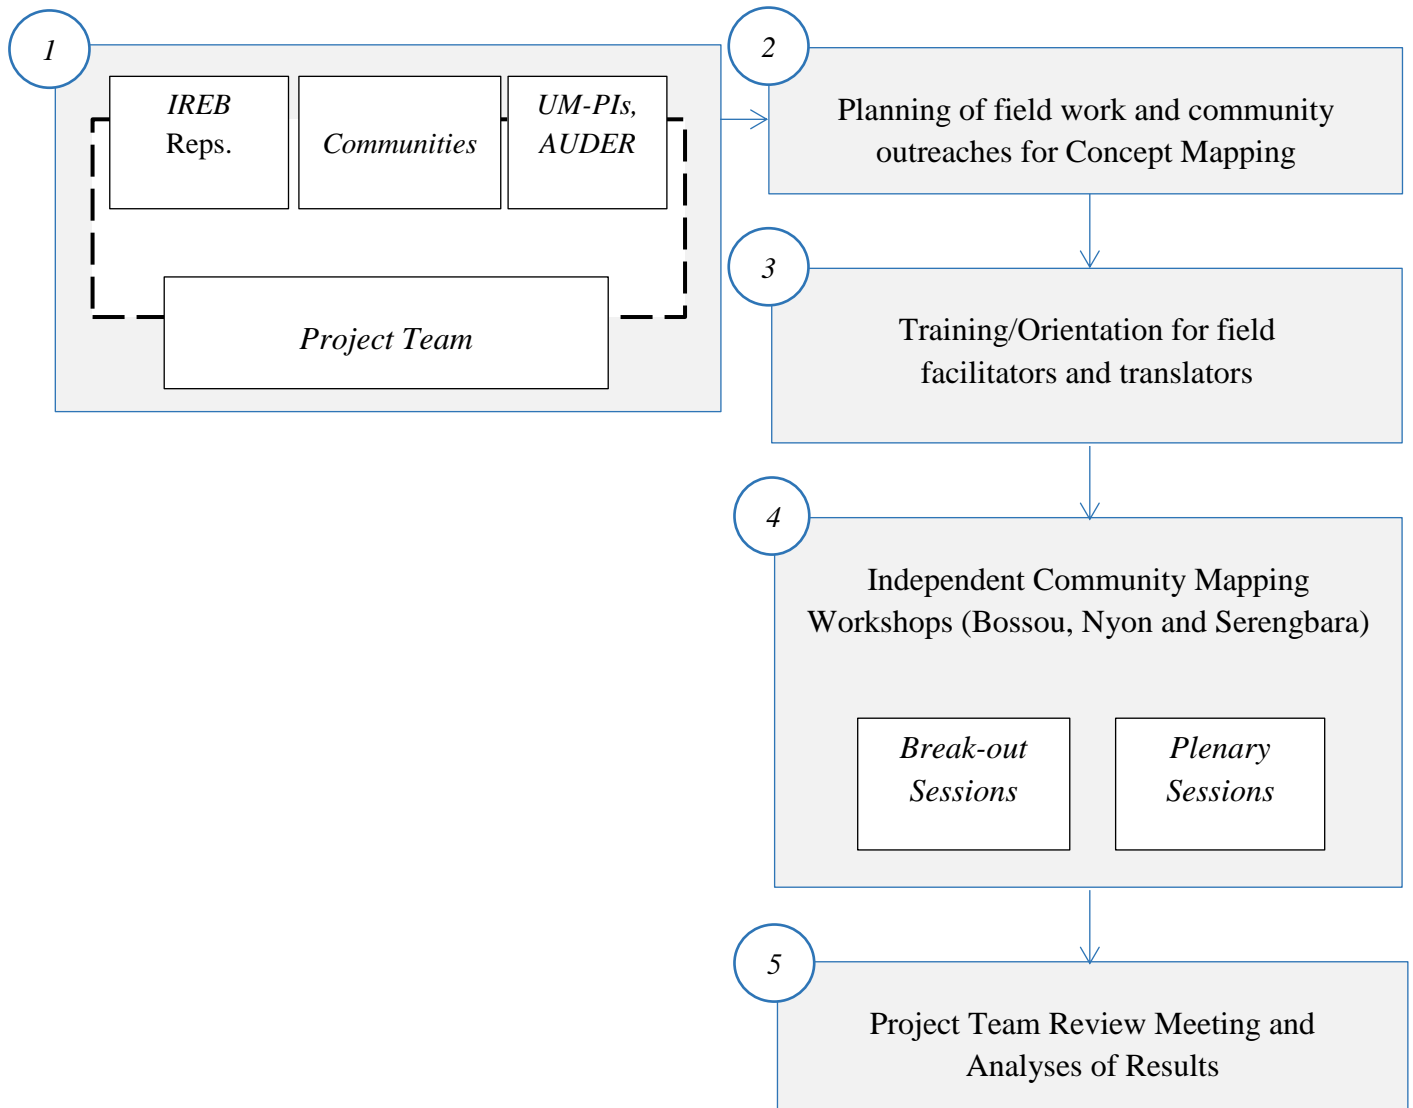 1
IREB
Reps.
Communities
UM-PIs,
AUDER
Project Team
2
Planning of field work and community
outreaches for Concept Mapping
3
Training/Orientation for field
facilitators and translators
4
Independent Community Mapping
Workshops (Bossou, Nyon and Serengbara)
Break-out
Sessions
Plenary
Sessions
5
Project Team Review Meeting and
Analyses of Results